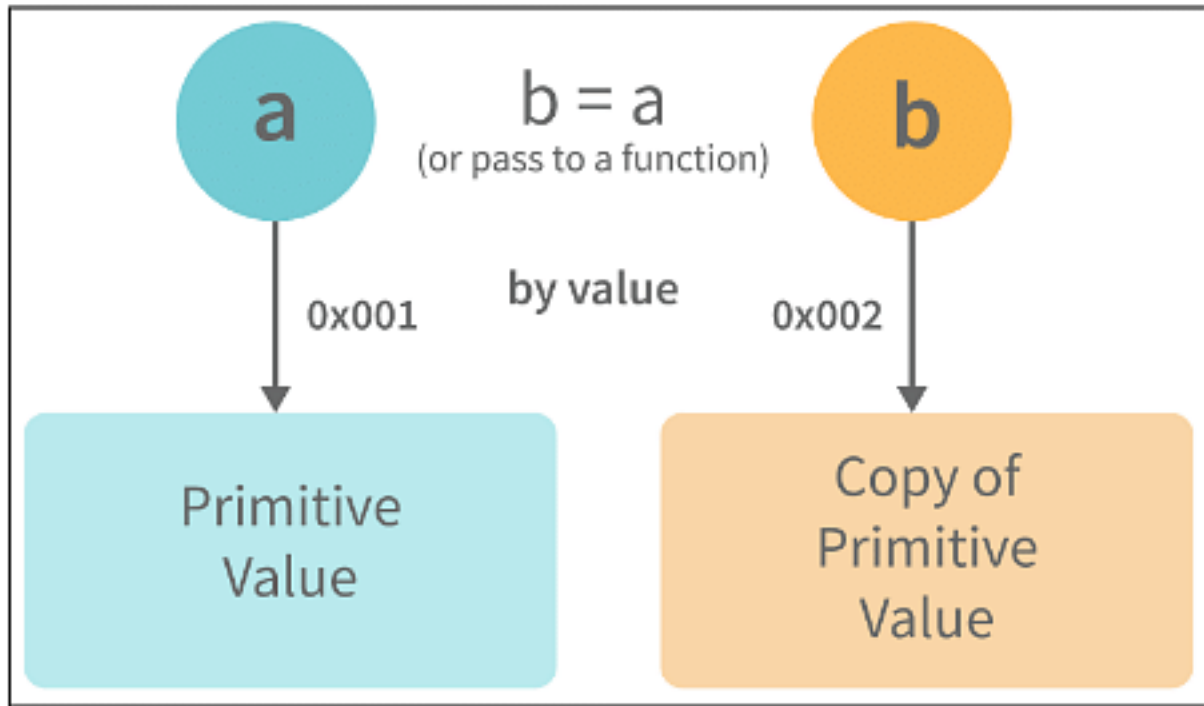 a
b = a
(or pass to a function)
b
by value
0x001
0x002
Primitive
Value
Copy of
Primitive
Value